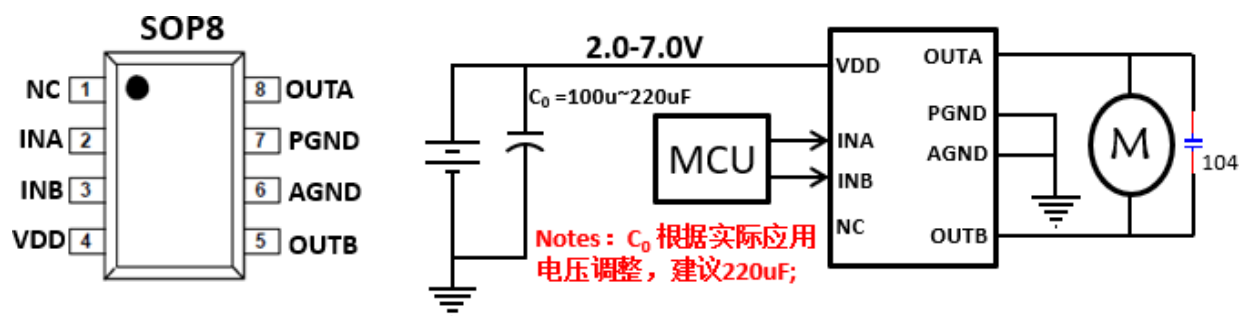 SOP8
NC 1
INA 2
INB 3
VDD 4
8 OUTA
7 PGND
6 AGND
5 OUTB
2.0-7.0V
C₀ =100u~220uF
MCU
VDD
INA
INB
NC
OUTA
PGND
AGND
OUTB
M
104
Notes：C₀ 根据实际应用
电压调整，建议220uF;